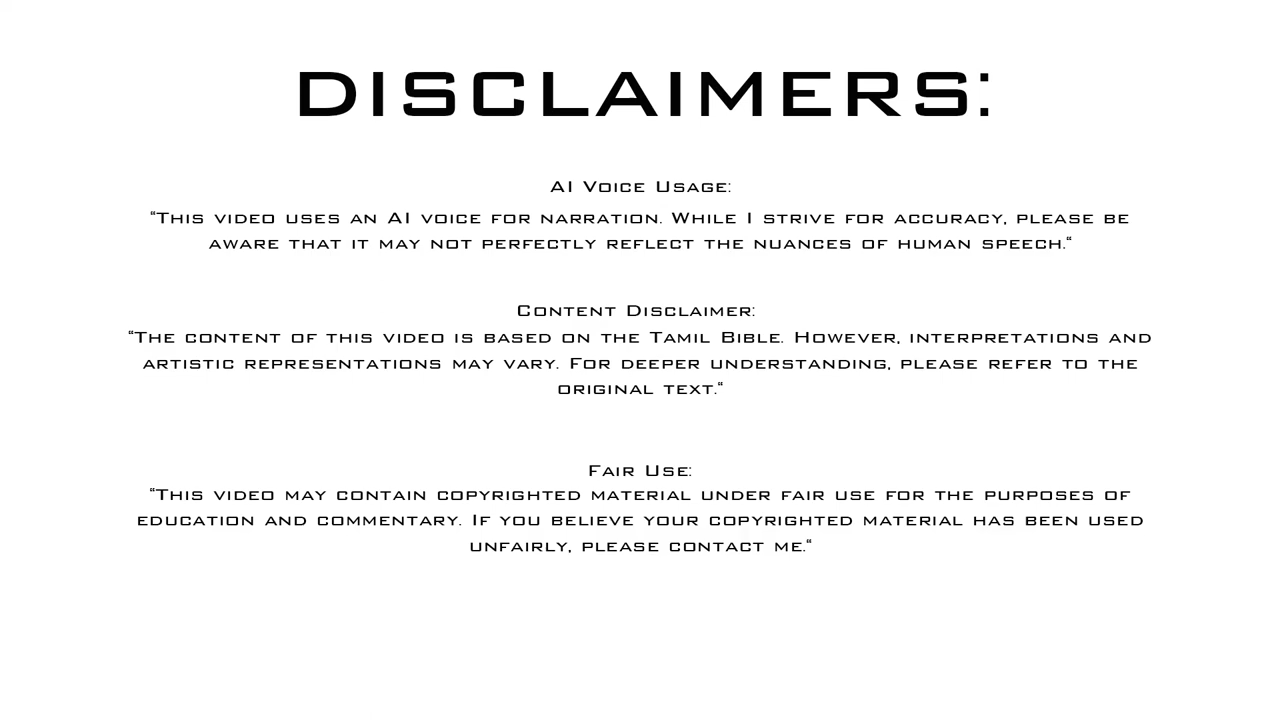 DISCLAIMERS:
AI Voice Usage:
“This video uses an AI voice for narration. While I strive for accuracy, please be
aware that it may not perfectly reflect the nuances of human speech.“
Content Disclaimer:
“The content of this video is based on the Tamil Bible. However, interpretations and
artistic representations may vary. For deeper understanding, please refer to the
original text.“
Fair Use:
“This video may contain copyrighted material under fair use for the purposes of
education and commentary. If you believe your copyrighted material has been used
unfairly, please contact me.“